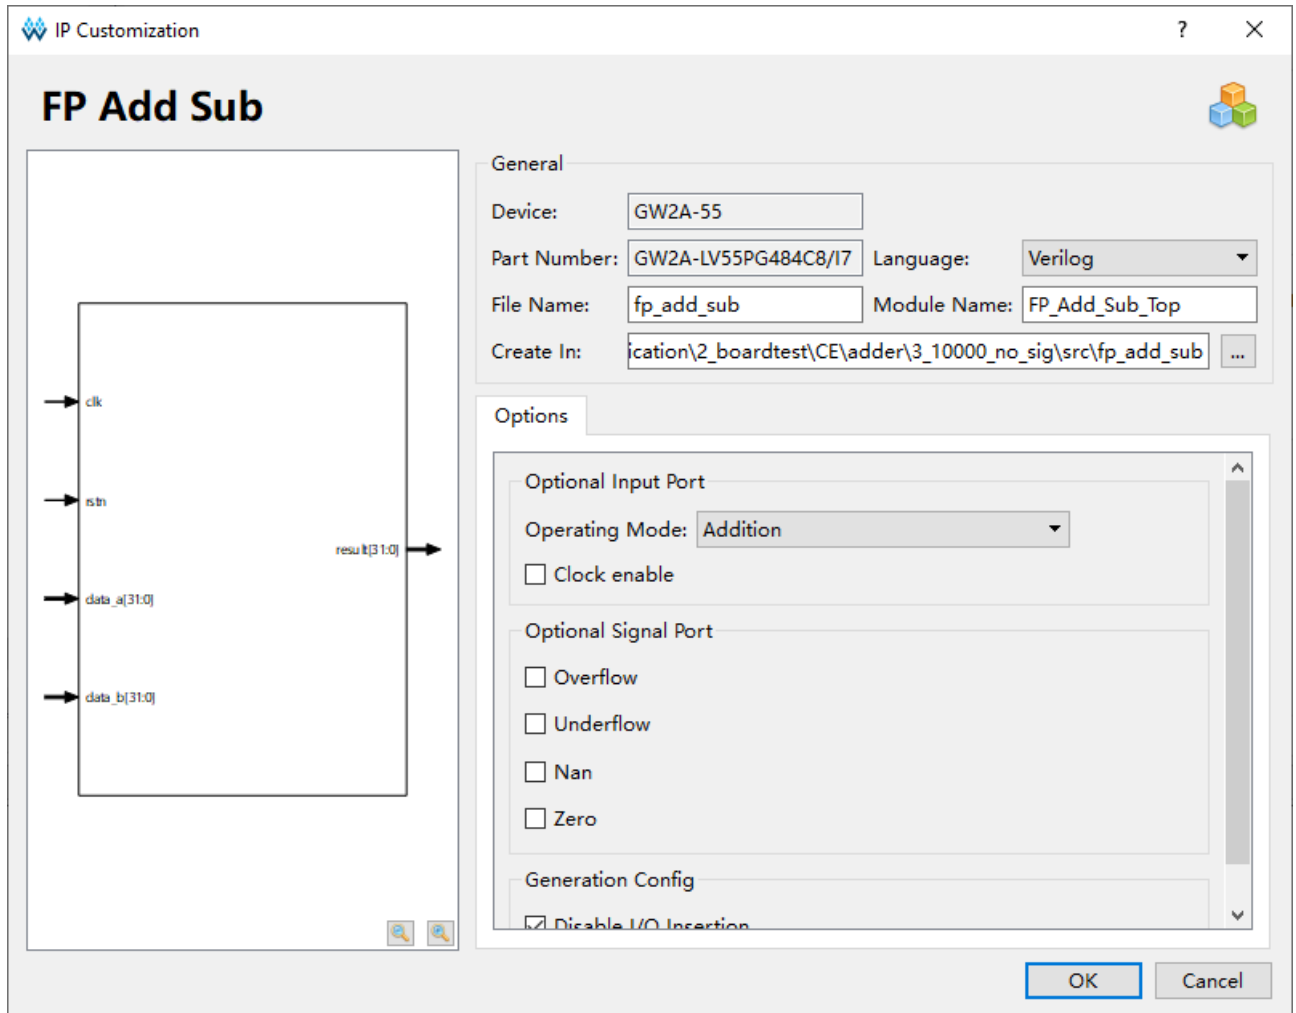 IP Customization
?
FP Add Sub
General
Device: GW2A-55
Part Number: GW2A-LV55PG484C8/I7 Language: Verilog
File Name: fp_add_sub Module Name: FP_Add_Sub_Top
Create In: ication\2_boardtest\CE\adder\3_10000_no_sig\src\fp_add_sub ...
Options
Optional Input Port
Operating Mode: Addition
Clock enable
Optional Signal Port
Overflow
Underflow
Nan
Zero
Generation Config
Disable I/O Insertion
clk
rstn
result[31:0]
data_a[31:0]
data_b[31:0]
OK Cancel